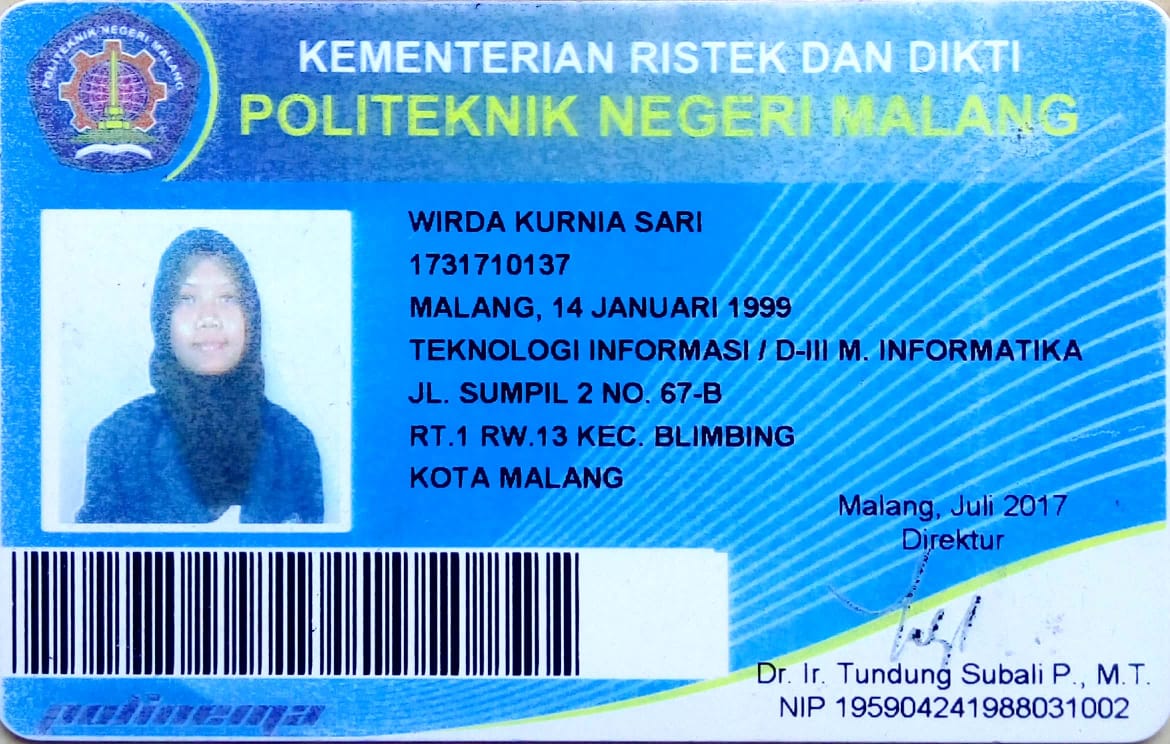 POLITEKNIK NEGERI MALANG
KEMENTERIAN RISTEK DAN DIKTI
POLITEKNIK NEGERI MALANG
WIRDA KURNIA SARI
1731710137
MALANG, 14 JANUARI 1999
TEKNOLOGI INFORMASI / D-III M. INFORMATIKA
JL. SUMPIL 2 NO. 67-B
RT.1 RW.13 KEC. BLIMBING
KOTA MALANG
Malang, Juli 2017
Direktur
Dr. Ir. Tundung Subali P., M.T.
NIP 195904241988031002
polinema